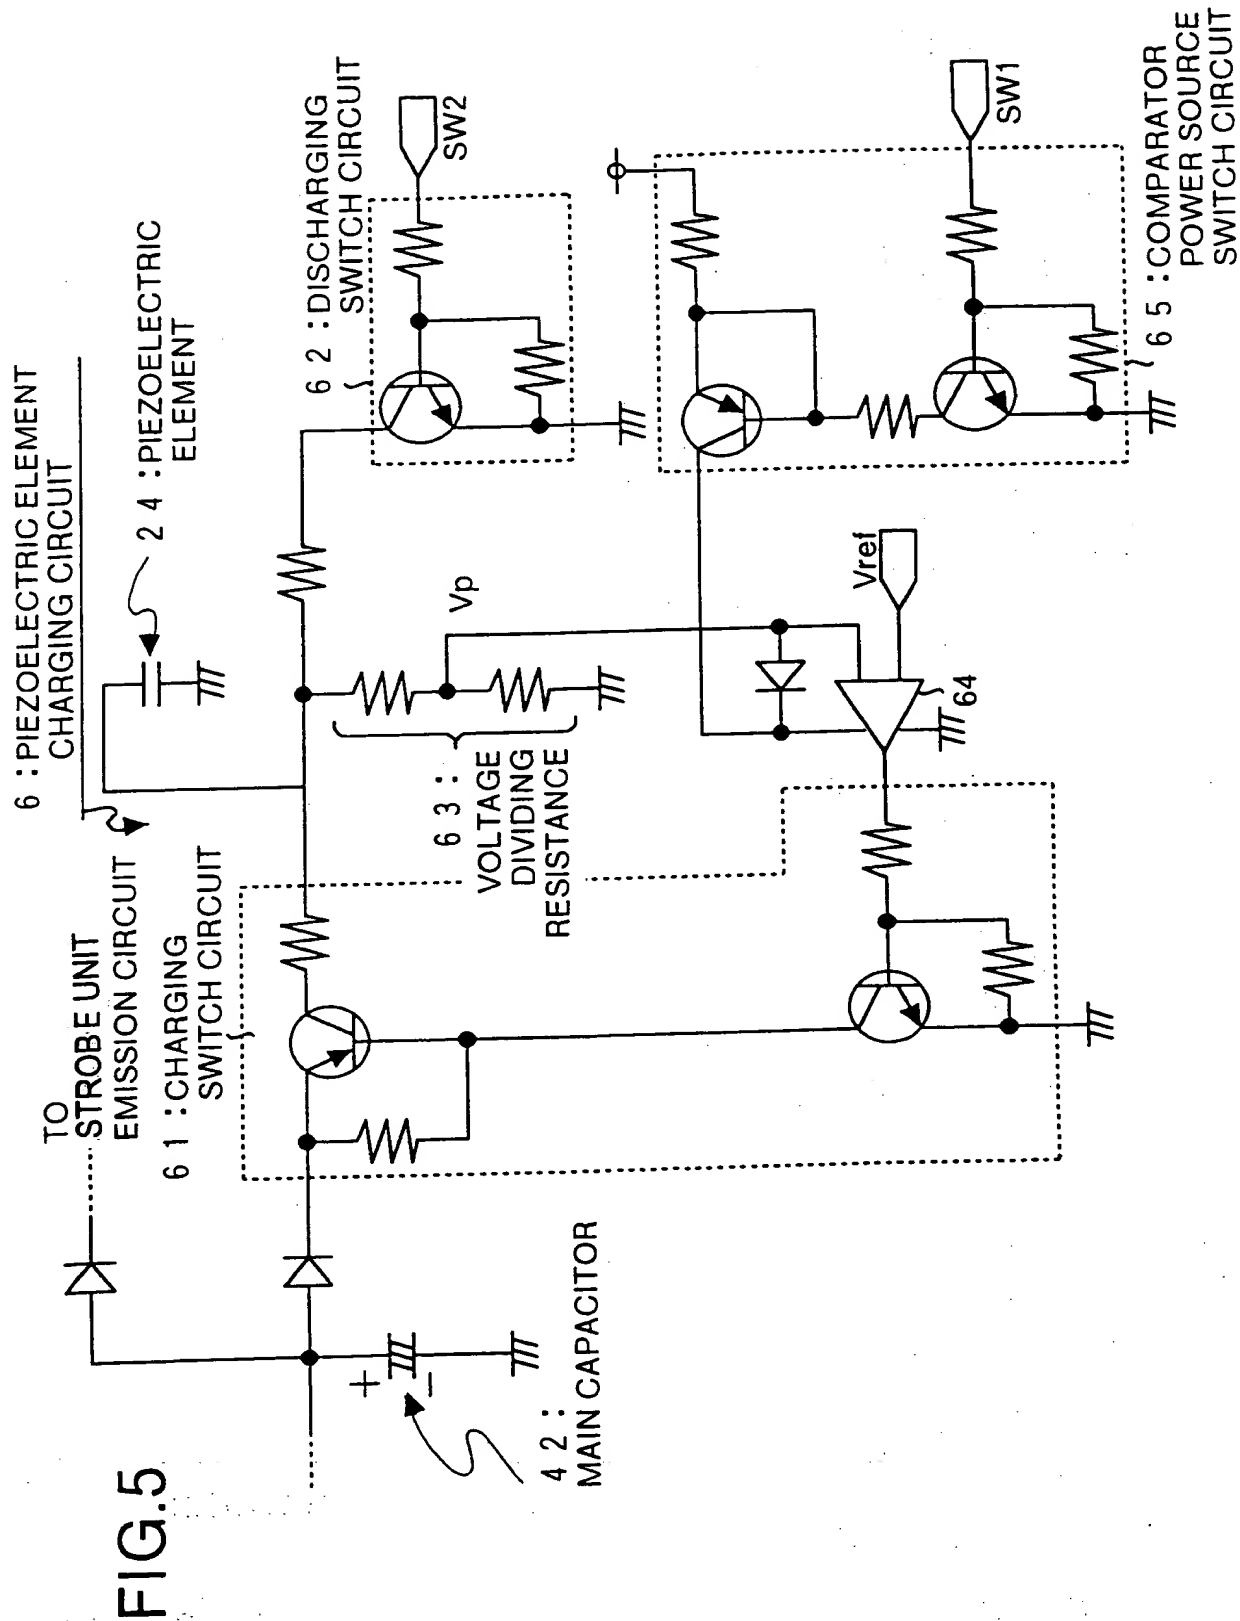 FIG.5
6 : PIEZOELECTRIC ELEMENT
CHARGING CIRCUIT
TO
STROBE UNIT
EMISSION CIRCUIT
2 4 : PIEZOELECTRIC
ELEMENT
6 1 : CHARGING
SWITCH CIRCUIT
6 2 : DISCHARGING
SWITCH CIRCUIT
SW2
+
−
4 2 :
MAIN CAPACITOR
6 3 :
VOLTAGE
DIVIDING
RESISTANCE
Vp
Vref
64
SW1
6 5 : COMPARATOR
POWER SOURCE
SWITCH CIRCUIT